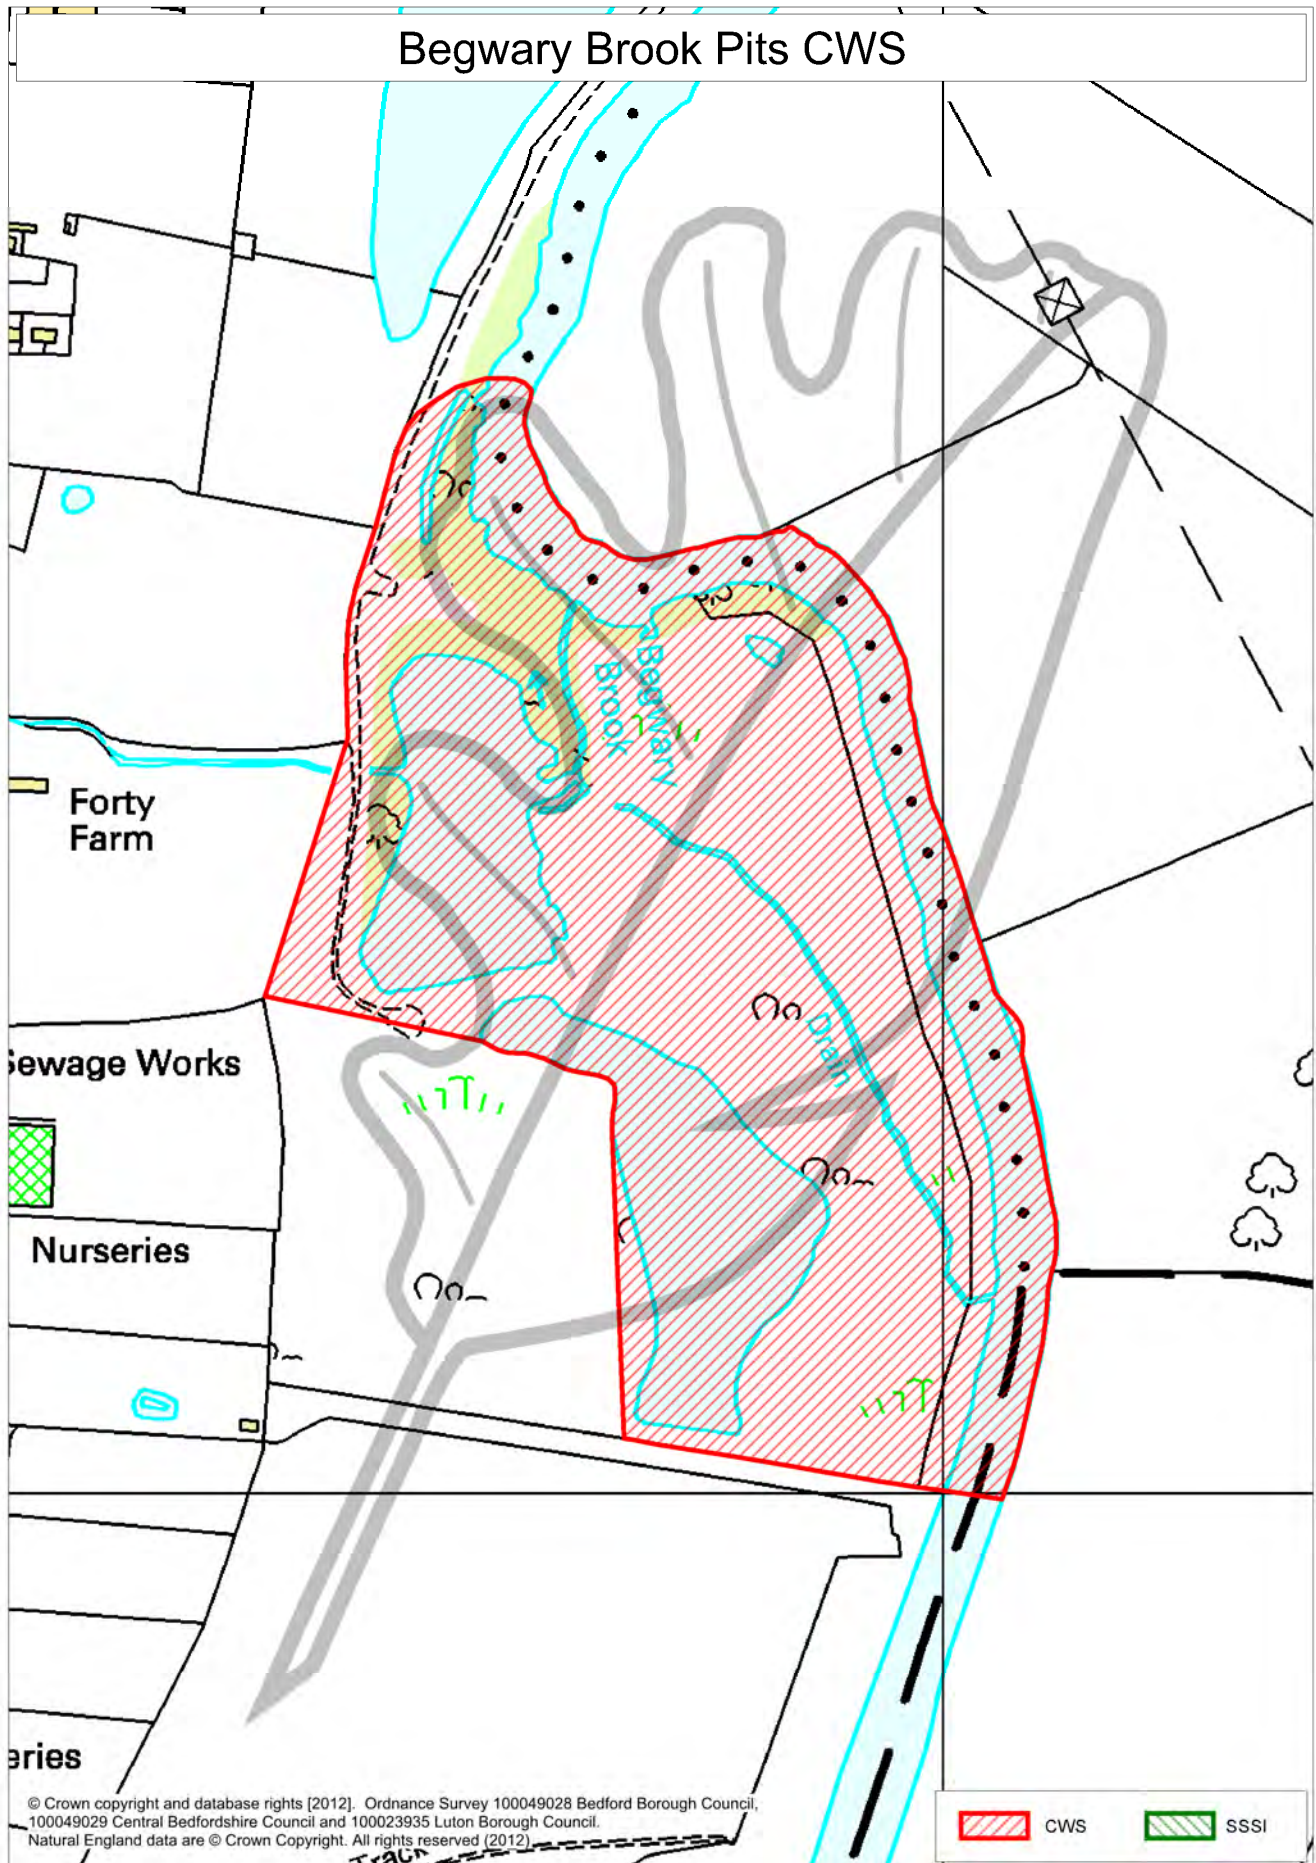 Begwary Brook Pits CWS
Begwary
Brook
Forty
Farm
Drain
Sewage Works
Nurseries
eries
© Crown copyright and database rights [2012]. Ordnance Survey 100049028 Bedford Borough Council,
100049029 Central Bedfordshire Council and 100023935 Luton Borough Council.
Natural England data are © Crown Copyright. All rights reserved (2012)
Track
CWS
SSSI